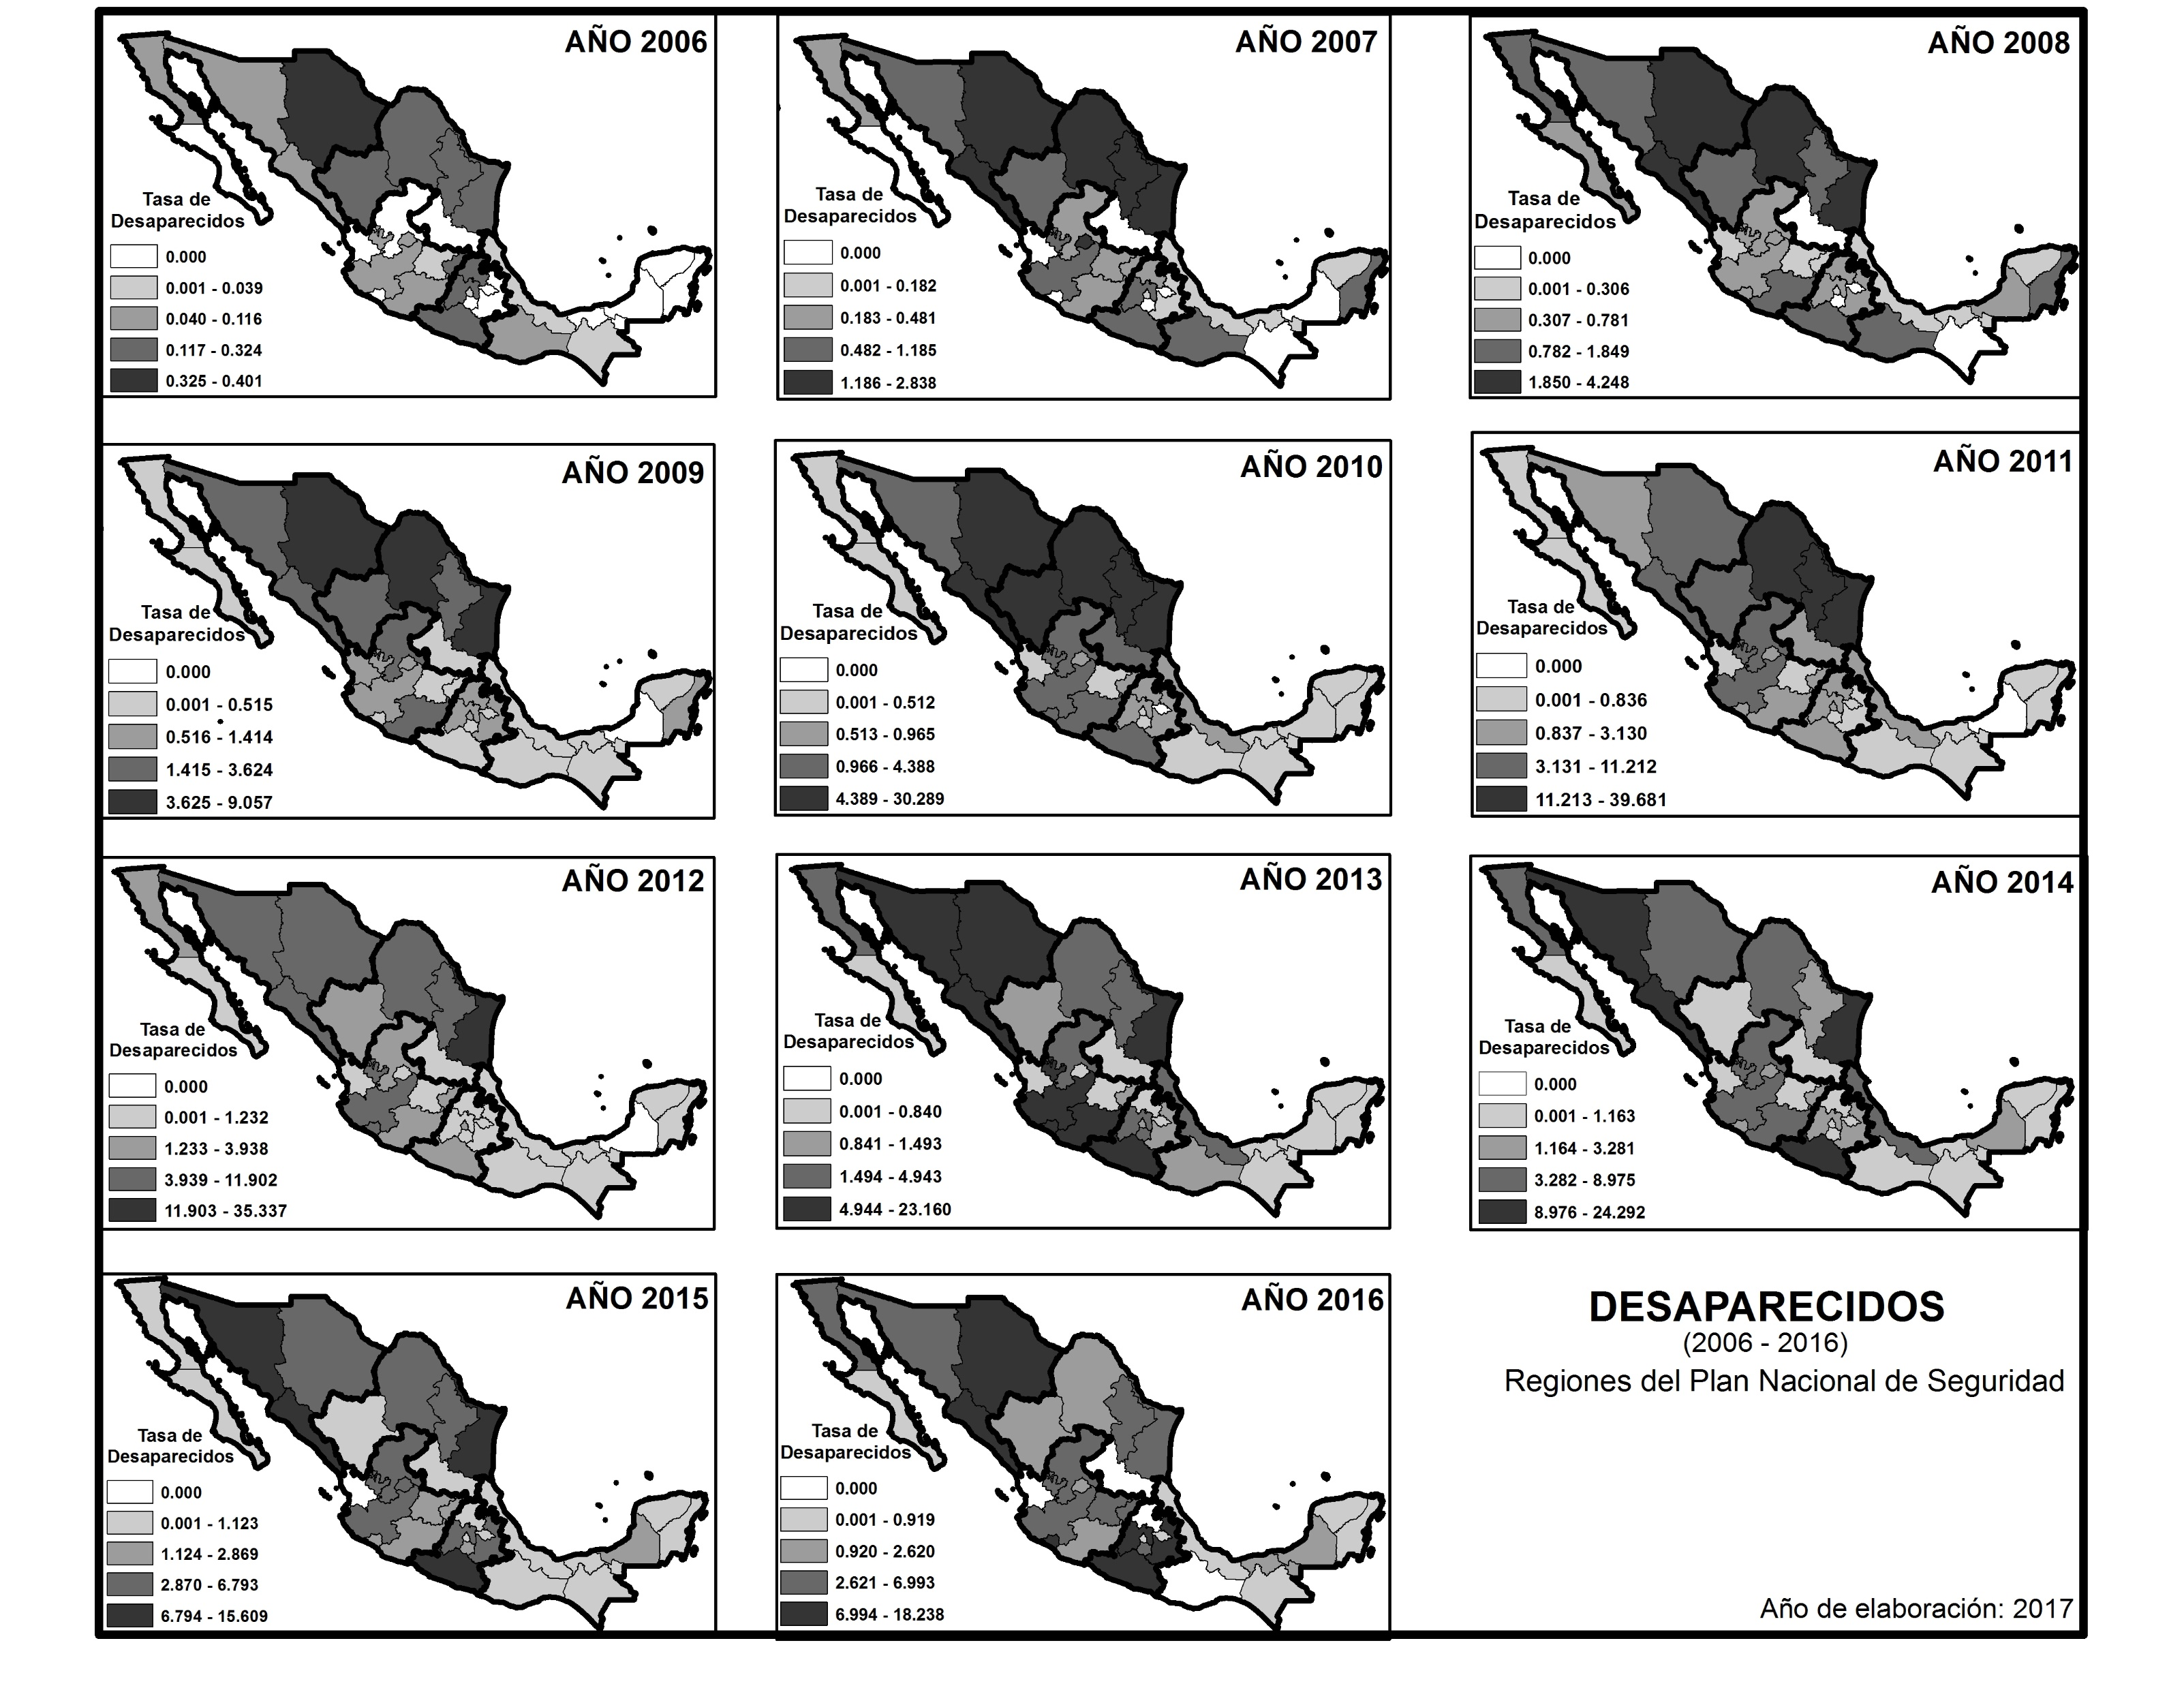 AÑO 2006
Tasa de
Desaparecidos
0.000
0.001 - 0.039
0.040 - 0.116
0.117 - 0.324
0.325 - 0.401
AÑO 2007
Tasa de
Desaparecidos
0.000
0.001 - 0.182
0.183 - 0.481
0.482 - 1.185
1.186 - 2.838
AÑO 2008
Tasa de
Desaparecidos
0.000
0.001 - 0.306
0.307 - 0.781
0.782 - 1.849
1.850 - 4.248
AÑO 2009
Tasa de
Desaparecidos
0.000
0.001 - 0.515
0.516 - 1.414
1.415 - 3.624
3.625 - 9.057
AÑO 2010
Tasa de
Desaparecidos
0.000
0.001 - 0.512
0.513 - 0.965
0.966 - 4.388
4.389 - 30.289
AÑO 2011
Tasa de
Desaparecidos
0.000
0.001 - 0.836
0.837 - 3.130
3.131 - 11.212
11.213 - 39.681
AÑO 2012
Tasa de
Desaparecidos
0.000
0.001 - 1.232
1.233 - 3.938
3.939 - 11.902
11.903 - 35.337
AÑO 2013
Tasa de
Desaparecidos
0.000
0.001 - 0.840
0.841 - 1.493
1.494 - 4.943
4.944 - 23.160
AÑO 2014
Tasa de
Desaparecidos
0.000
0.001 - 1.163
1.164 - 3.281
3.282 - 8.975
8.976 - 24.292
AÑO 2015
Tasa de
Desaparecidos
0.000
0.001 - 1.123
1.124 - 2.869
2.870 - 6.793
6.794 - 15.609
AÑO 2016
Tasa de
Desaparecidos
0.000
0.001 - 0.919
0.920 - 2.620
2.621 - 6.993
6.994 - 18.238
DESAPARECIDOS
(2006 - 2016)
Regiones del Plan Nacional de Seguridad
Año de elaboración: 2017